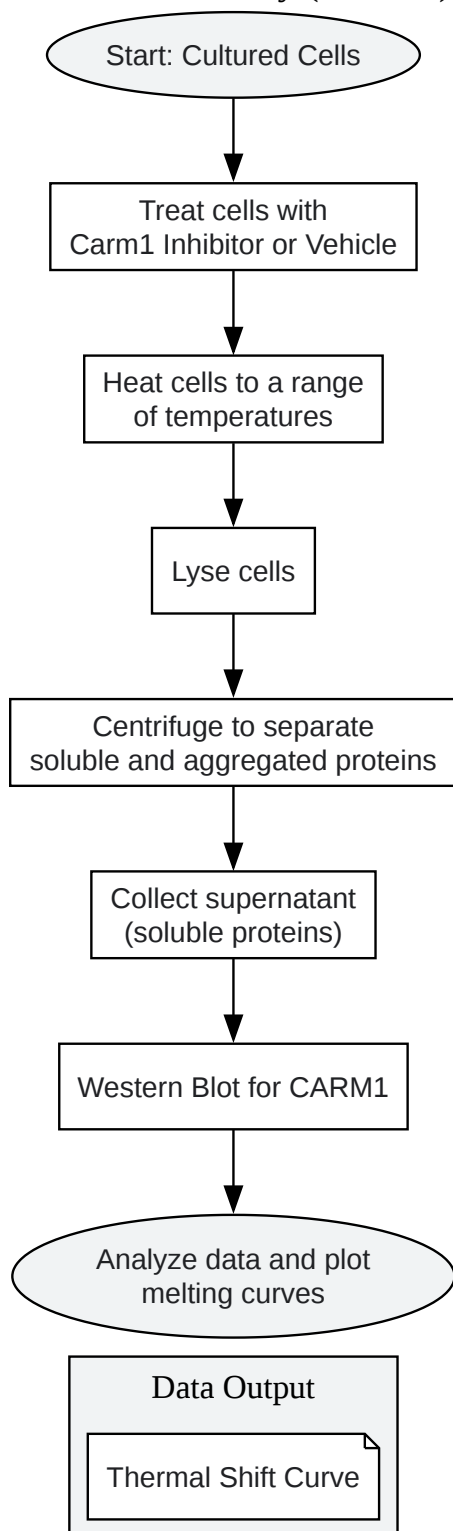 Start: Cultured Cells
Treat cells with
Carm1 Inhibitor or Vehicle
Heat cells to a range
of temperatures
Lyse cells
Centrifuge to separate
soluble and aggregated proteins
Collect supernatant
(soluble proteins)
Western Blot for CARM1
Analyze data and plot
melting curves
Data Output
Thermal Shift Curve